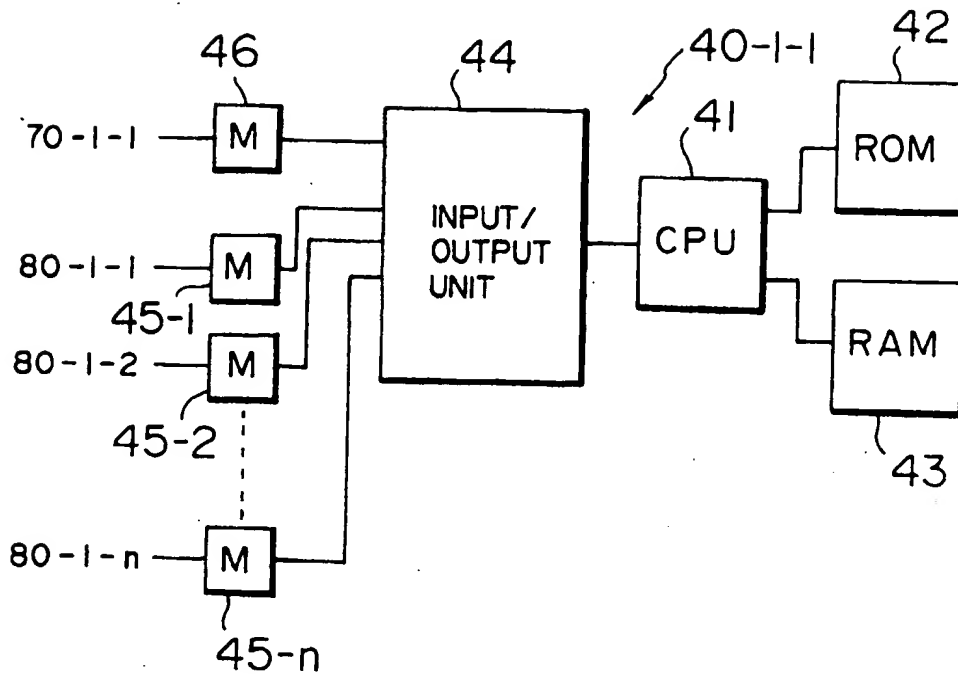 46
44
40-1-1
42
70-1-1
M
41
ROM
INPUT/
OUTPUT
UNIT
CPU
80-1-1
M
45-1
80-1-2
M
45-2
RAM
43
80-1-n
M
45-n